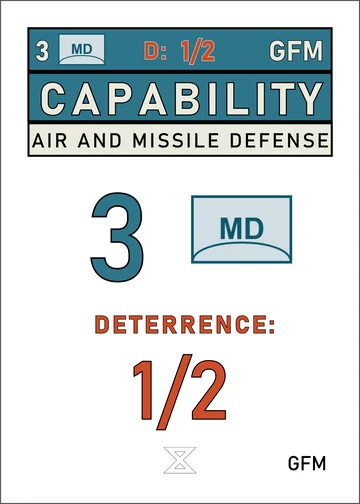 3 MD D: 1/2 GFM
CAPABILITY
AIR AND MISSILE DEFENSE
3 MD
DETERRENCE:
1/2
GFM